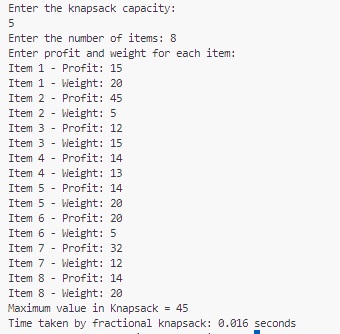 Enter the knapsack capacity:
5
Enter the number of items: 8
Enter profit and weight for each item:
Item 1 - Profit: 15
Item 1 - Weight: 20
Item 2 - Profit: 45
Item 2 - Weight: 5
Item 3 - Profit: 12
Item 3 - Weight: 15
Item 4 - Profit: 14
Item 4 - Weight: 13
Item 5 - Profit: 14
Item 5 - Weight: 20
Item 6 - Profit: 20
Item 6 - Weight: 5
Item 7 - Profit: 32
Item 7 - Weight: 12
Item 8 - Profit: 14
Item 8 - Weight: 20
Maximum value in Knapsack = 45
Time taken by fractional knapsack: 0.016 seconds